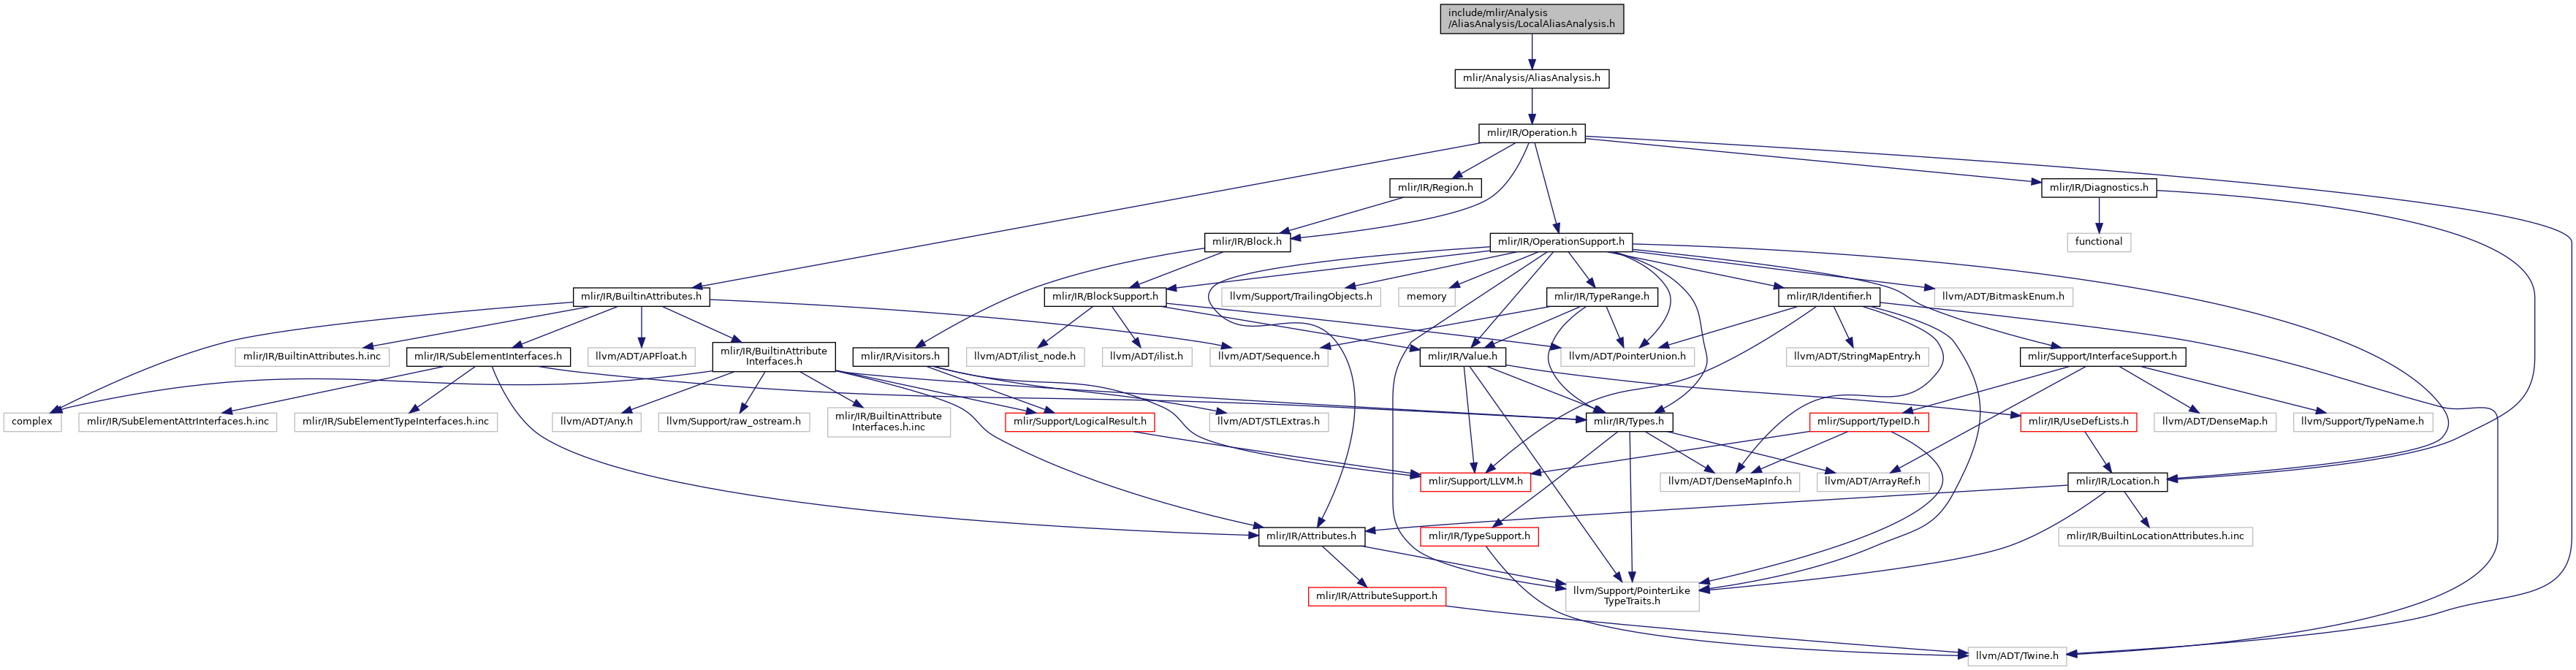 include/mlir/Analysis
/AliasAnalysis/LocalAliasAnalysis.h
mlir/Analysis/AliasAnalysis.h
mlir/IR/Operation.h
mlir/IR/Region.h
mlir/IR/Diagnostics.h
mlir/IR/Block.h
mlir/IR/OperationSupport.h
functional
mlir/IR/BuiltinAttributes.h
mlir/IR/BlockSupport.h
llvm/Support/TrailingObjects.h
memory
mlir/IR/TypeRange.h
mlir/IR/Identifier.h
llvm/ADT/BitmaskEnum.h
mlir/IR/BuiltinAttributes.h.inc
mlir/IR/SubElementInterfaces.h
llvm/ADT/APFloat.h
mlir/IR/BuiltinAttribute
Interfaces.h
mlir/IR/Visitors.h
llvm/ADT/ilist_node.h
llvm/ADT/ilist.h
llvm/ADT/Sequence.h
mlir/IR/Value.h
llvm/ADT/PointerUnion.h
llvm/ADT/StringMapEntry.h
mlir/Support/InterfaceSupport.h
complex
mlir/IR/SubElementAttrInterfaces.h.inc
mlir/IR/SubElementTypeInterfaces.h.inc
llvm/ADT/Any.h
llvm/Support/raw_ostream.h
mlir/IR/BuiltinAttribute
Interfaces.h.inc
mlir/Support/LogicalResult.h
llvm/ADT/STLExtras.h
mlir/IR/Types.h
mlir/Support/TypeID.h
mlir/IR/UseDefLists.h
llvm/ADT/DenseMap.h
llvm/Support/TypeName.h
mlir/Support/LLVM.h
llvm/ADT/DenseMapInfo.h
llvm/ADT/ArrayRef.h
mlir/IR/Location.h
mlir/IR/Attributes.h
mlir/IR/TypeSupport.h
mlir/IR/BuiltinLocationAttributes.h.inc
mlir/IR/AttributeSupport.h
llvm/Support/PointerLike
TypeTraits.h
llvm/ADT/Twine.h